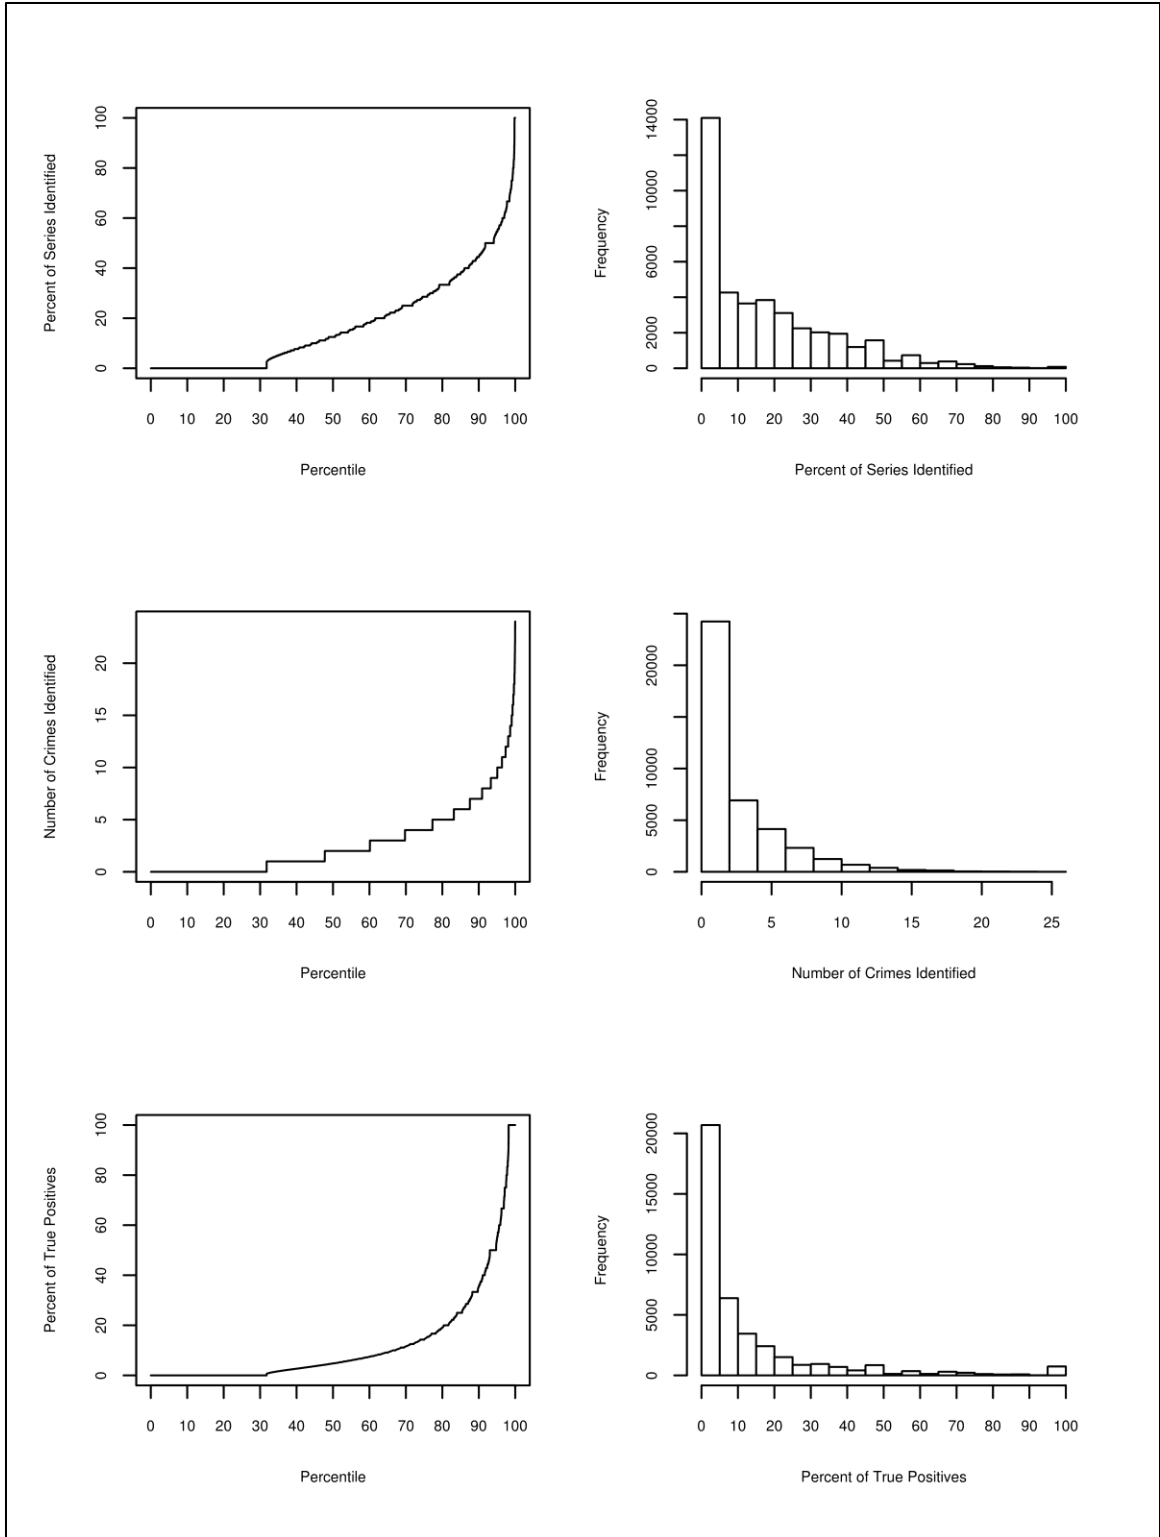 Percent of Series Identified
0 20 40 60 80 100
0 10 20 30 40 50 60 70 80 90 100
Percentile
Frequency
0 2000 6000 10000 14000
0 10 20 30 40 50 60 70 80 90 100
Percent of Series Identified
Number of Crimes Identified
0 5 10 15 20
0 10 20 30 40 50 60 70 80 90 100
Percentile
Frequency
0 5000 10000 20000
0 5 10 15 20 25
Number of Crimes Identified
Percent of True Positives
0 20 40 60 80 100
0 10 20 30 40 50 60 70 80 90 100
Percentile
Frequency
0 5000 10000 15000 20000
0 10 20 30 40 50 60 70 80 90 100
Percent of True Positives